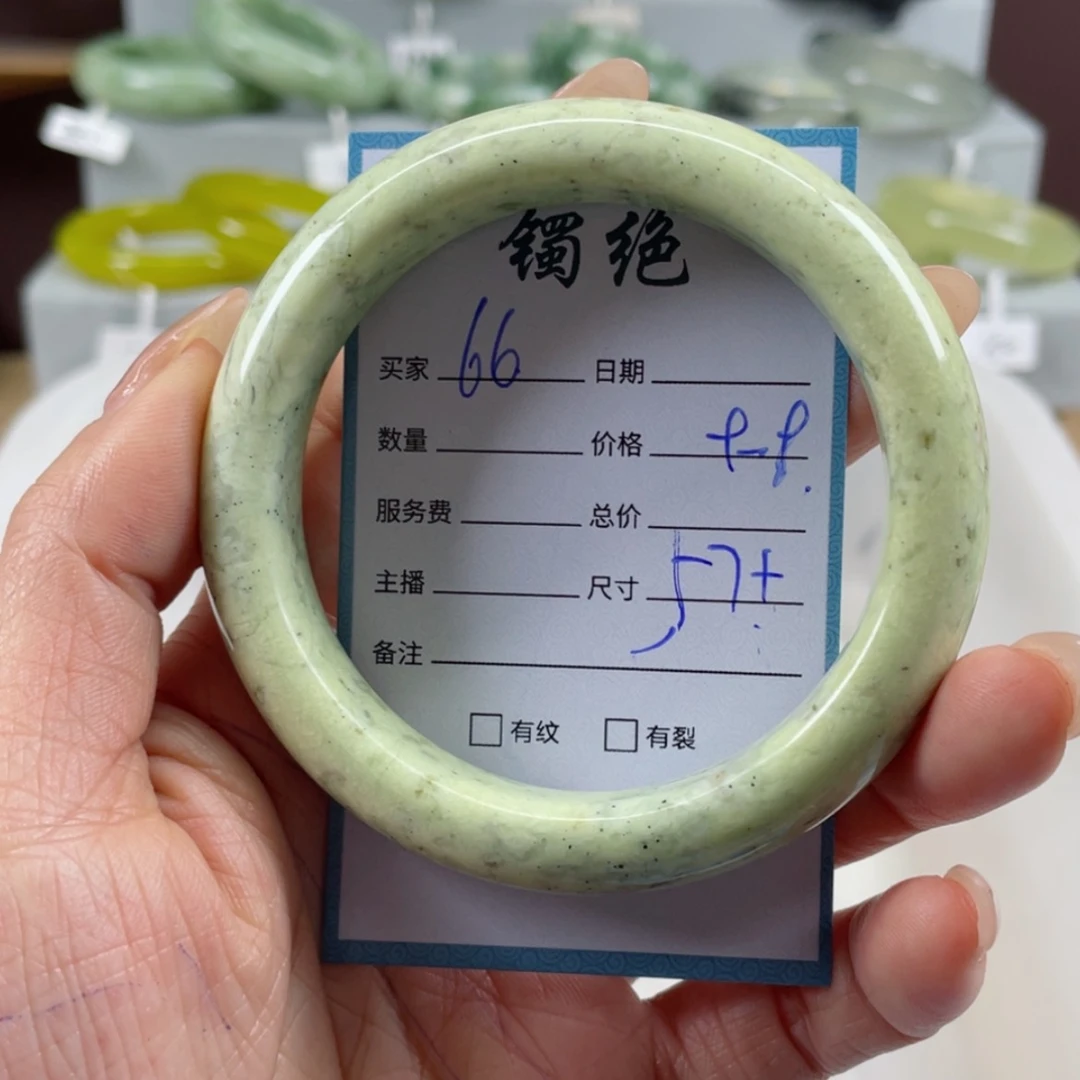 镯绝
买家 66 日期
数量 价格
服务费 总价
主播 尺寸 57+
备注
□ 有纹 □ 有裂